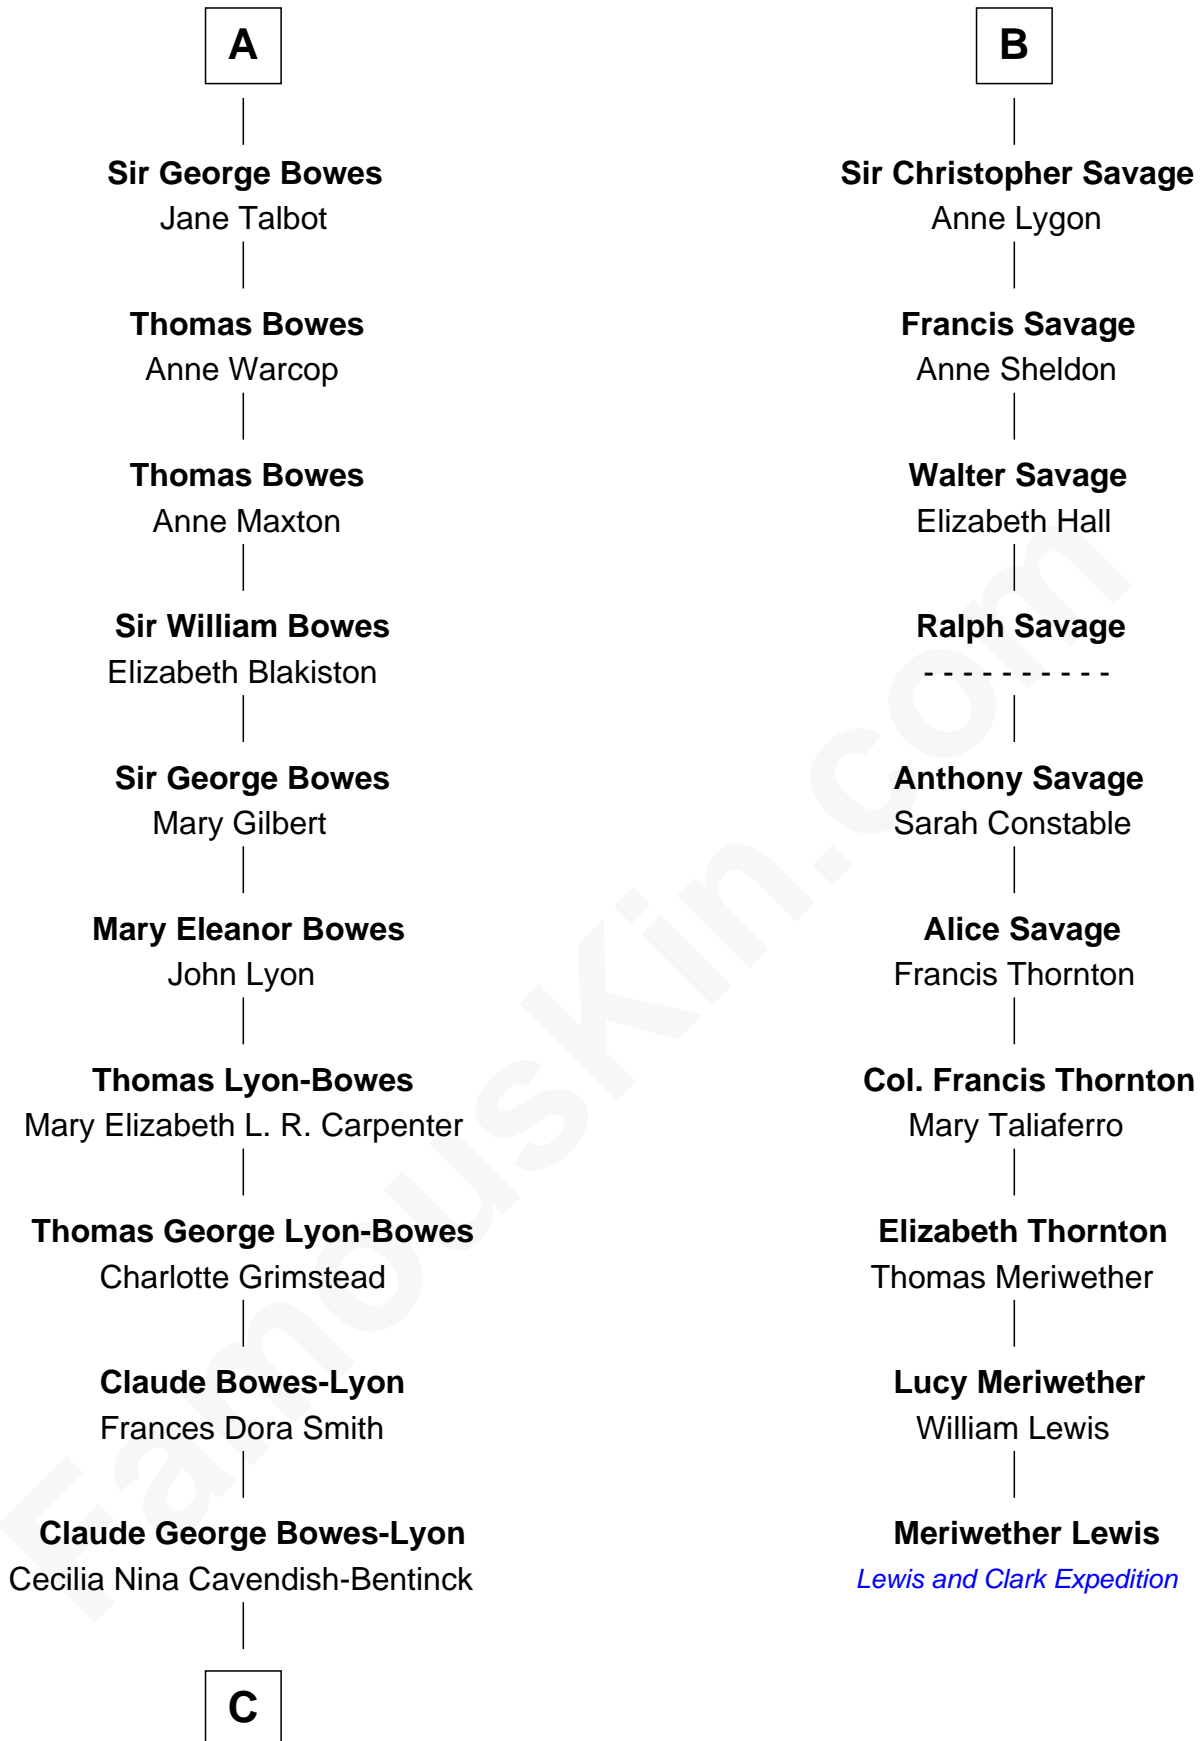 A
Sir George Bowes
Jane Talbot
Thomas Bowes
Anne Warcop
Thomas Bowes
Anne Maxton
Sir William Bowes
Elizabeth Blakiston
Sir George Bowes
Mary Gilbert
Mary Eleanor Bowes
John Lyon
Thomas Lyon-Bowes
Mary Elizabeth L. R. Carpenter
Thomas George Lyon-Bowes
Charlotte Grimstead
Claude Bowes-Lyon
Frances Dora Smith
Claude George Bowes-Lyon
Cecilia Nina Cavendish-Bentinck
C
B
Sir Christopher Savage
Anne Lygon
Francis Savage
Anne Sheldon
Walter Savage
Elizabeth Hall
Ralph Savage
- - - - - - - - - -
Anthony Savage
Sarah Constable
Alice Savage
Francis Thornton
Col. Francis Thornton
Mary Taliaferro
Elizabeth Thornton
Thomas Meriwether
Lucy Meriwether
William Lewis
Meriwether Lewis
Lewis and Clark Expedition
FamousKin.com